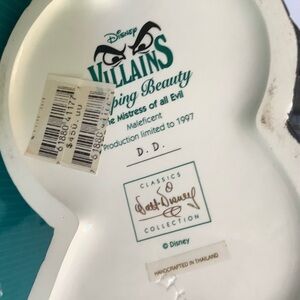 Disney
VILLAINS
ping Beauty
he Mistress of all Evil
Maleficent
Production limited to 1997
D.D.
CLASSICS
Walt Disney
COLLECTION
© Disney
HANDCRAFTED IN THAILAND